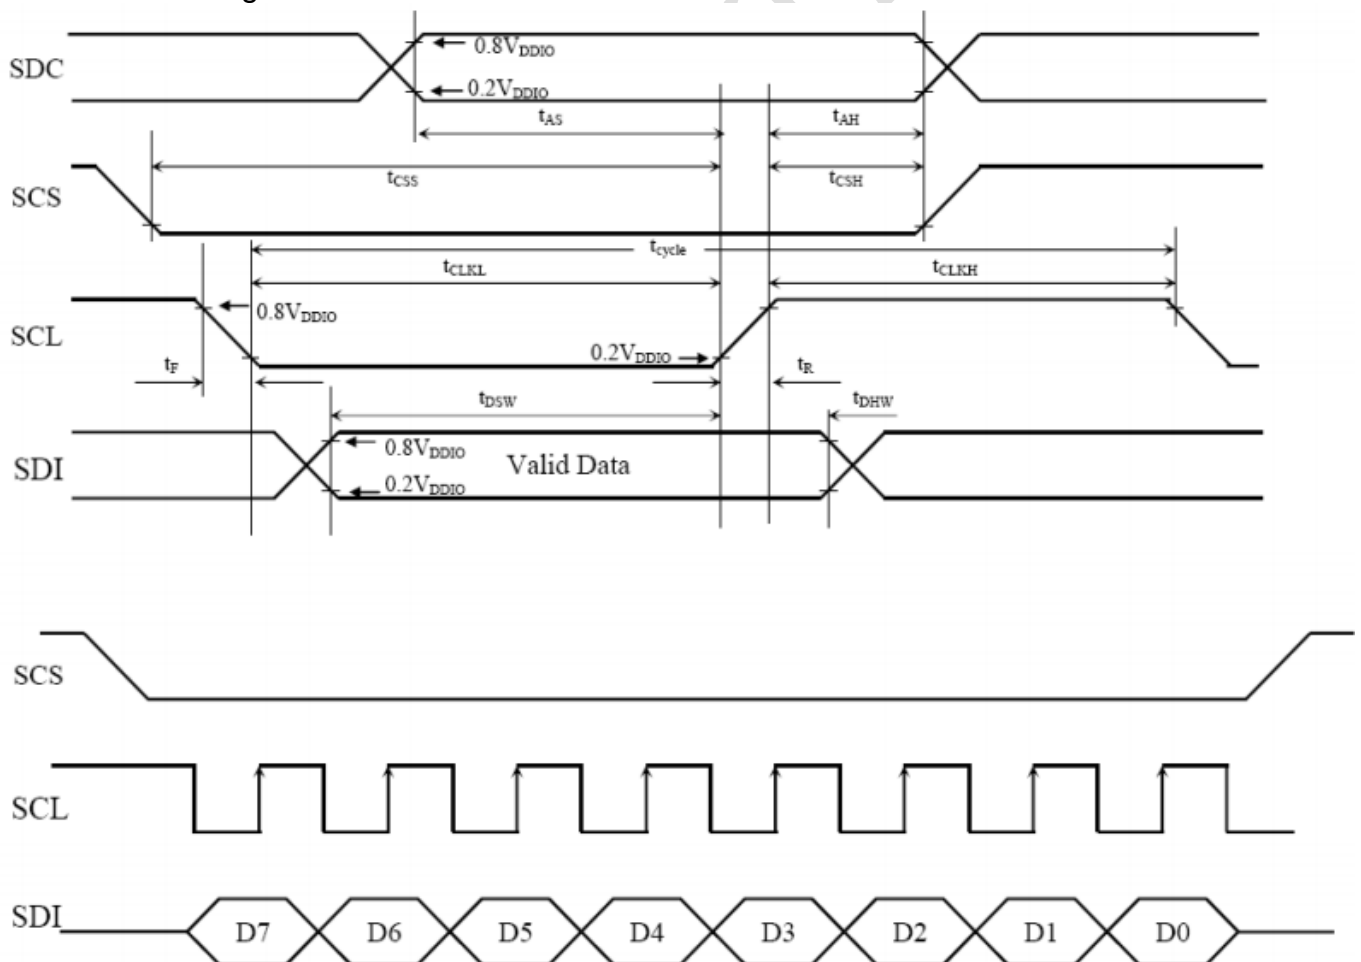 SDC
0.8VDDIO
0.2VDDIO
tAS
tAH
SCS
tCSS
tCSH
tcycle
tCLKL
tCLKH
SCL
0.8VDDIO
0.2VDDIO
tF
tR
tDSW
tDHW
SDI
0.8VDDIO
Valid Data
0.2VDDIO
SCS
SCL
SDI
D7 D6 D5 D4 D3 D2 D1 D0